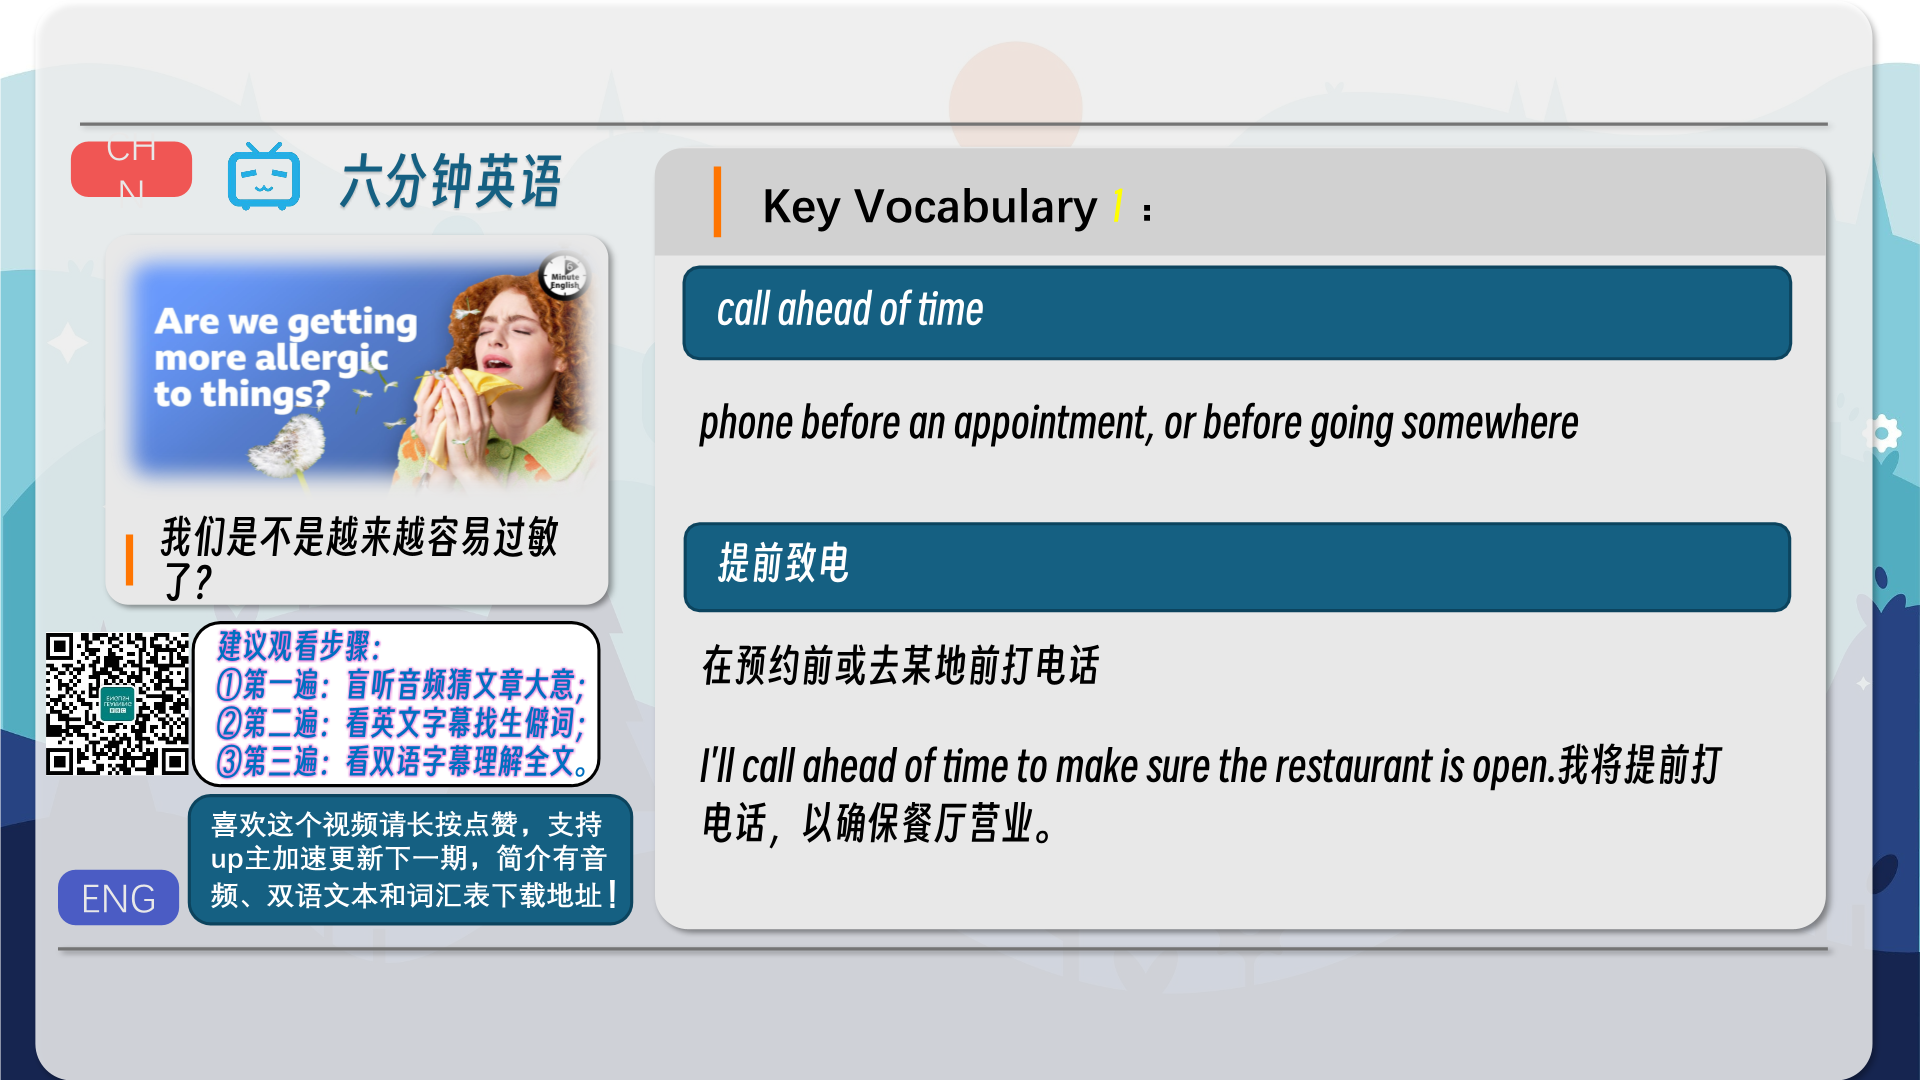 CH
N
六分钟英语
6
Minute
English
Are we getting
more allergic
to things?
我们是不是越来越容易过敏
了？
建议观看步骤：
①第一遍：盲听音频猜文章大意；
②第二遍：看英文字幕找生僻词；
③第三遍：看双语字幕理解全文。
喜欢这个视频请长按点赞，支持
up主加速更新下一期，简介有音
频、双语文本和词汇表下载地址！
ENG
Key Vocabulary 1：
call ahead of time
phone before an appointment, or before going somewhere
提前致电
在预约前或去某地前打电话
I'll call ahead of time to make sure the restaurant is open.我将提前打
电话，以确保餐厅营业。